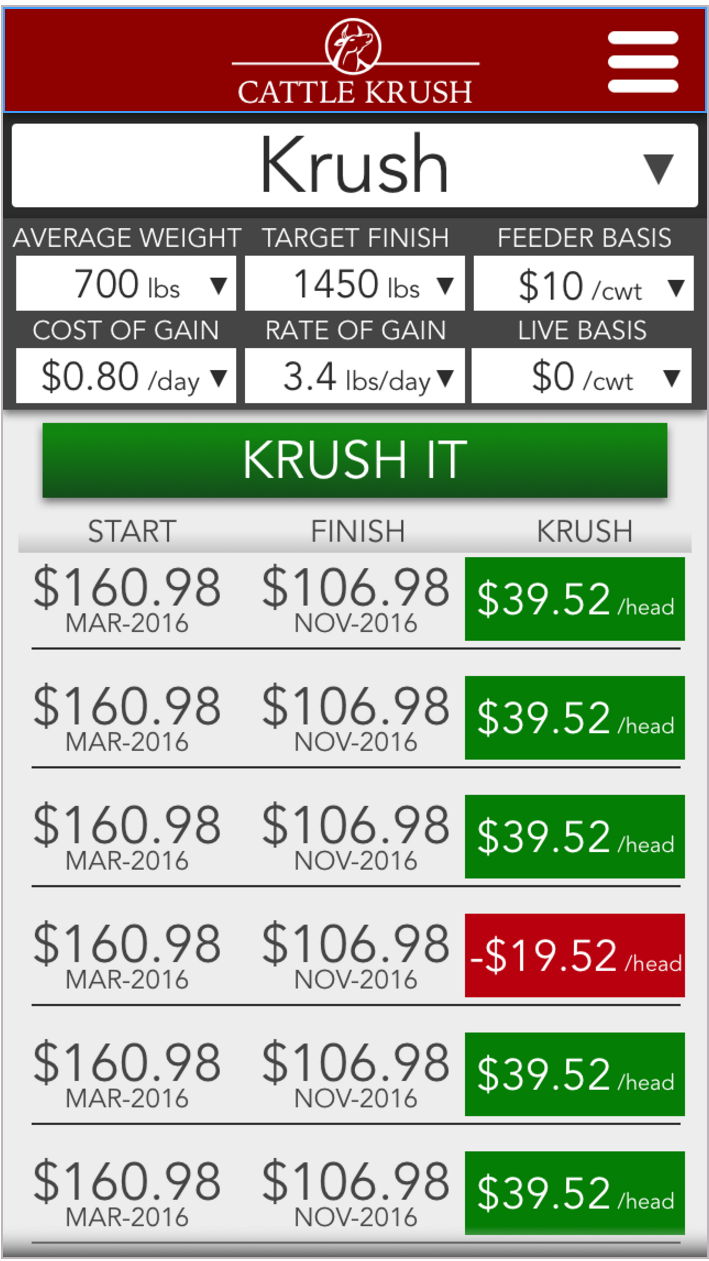 CATTLE KRUSH
Krush ▼
AVERAGE WEIGHT TARGET FINISH FEEDER BASIS
700 lbs ▼ 1450 lbs ▼ $10 /cwt ▼
COST OF GAIN RATE OF GAIN LIVE BASIS
$0.80 /day ▼ 3.4 lbs/day ▼ $0 /cwt ▼
KRUSH IT
START FINISH KRUSH
$160.98 $106.98 $39.52 /head
MAR-2016 NOV-2016
$160.98 $106.98 $39.52 /head
MAR-2016 NOV-2016
$160.98 $106.98 $39.52 /head
MAR-2016 NOV-2016
$160.98 $106.98 -$19.52 /head
MAR-2016 NOV-2016
$160.98 $106.98 $39.52 /head
MAR-2016 NOV-2016
$160.98 $106.98 $39.52 /head
MAR-2016 NOV-2016